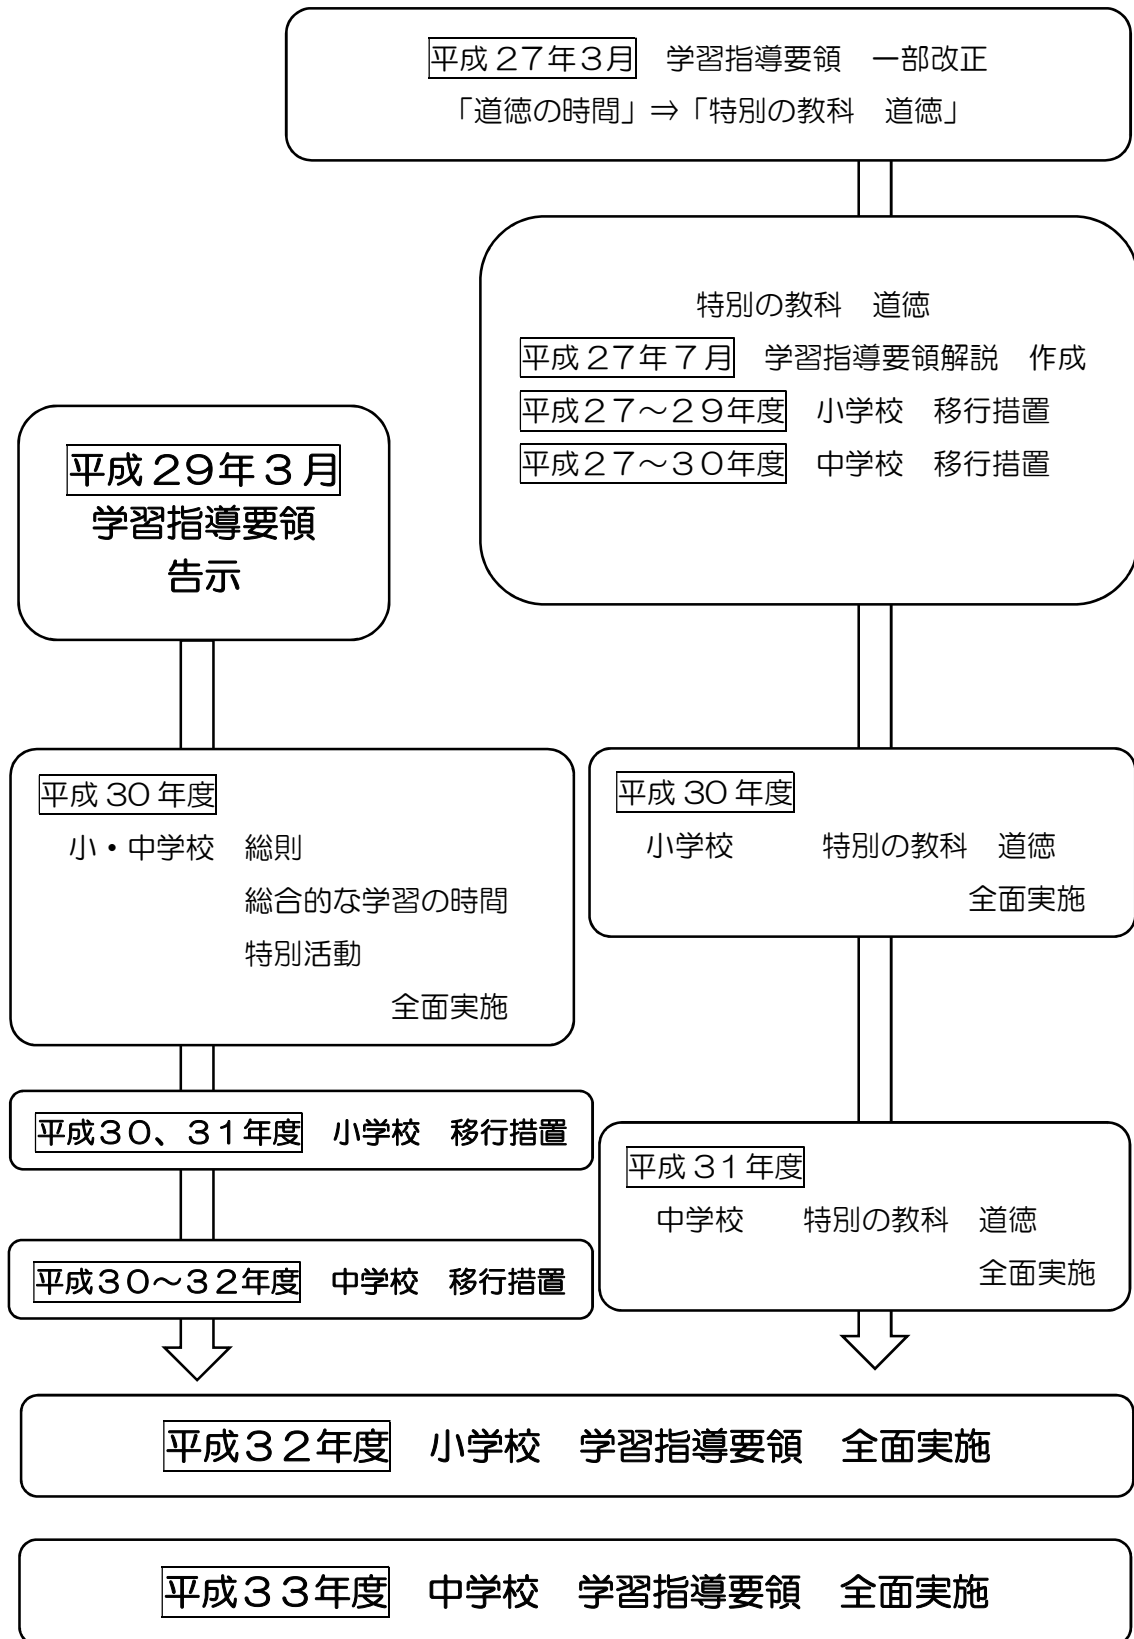 平成27年3月　学習指導要領　一部改正
「道徳の時間」⇒「特別の教科　道徳」
特別の教科　道徳
平成27年7月　学習指導要領解説　作成
平成27～29年度　小学校　移行措置
平成27～30年度　中学校　移行措置
平成29年3月
学習指導要領
告示
平成30年度
小・中学校　総則
総合的な学習の時間
特別活動
全面実施
平成30年度
小学校　　　特別の教科　道徳
全面実施
平成30、31年度　小学校　移行措置
平成30～32年度　中学校　移行措置
平成31年度
中学校　　特別の教科　道徳
全面実施
平成32年度　小学校　学習指導要領　全面実施
平成33年度　中学校　学習指導要領　全面実施